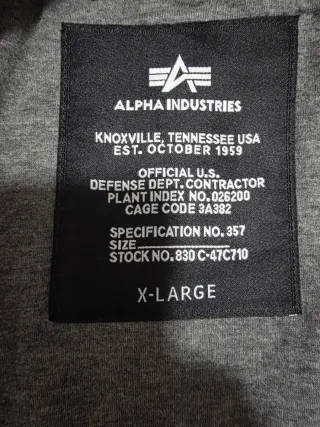 ALPHA INDUSTRIES
KNOXVILLE, TENNESSEE USA
EST. OCTOBER 1959
OFFICIAL U.S.
DEFENSE DEPT. CONTRACTOR
PLANT INDEX NO. 026200
CAGE CODE 3A382
SPECIFICATION NO. 357
SIZE
STOCK NO. 830 C-47C710
X-LARGE